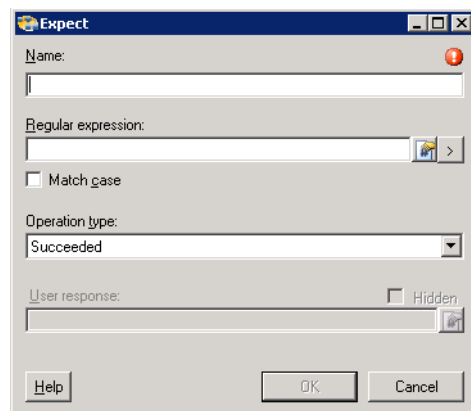 Expect
Name:
Regular expression:
>
Match case
Operation type:
Succeeded
User response:
Hidden
Help
OK
Cancel